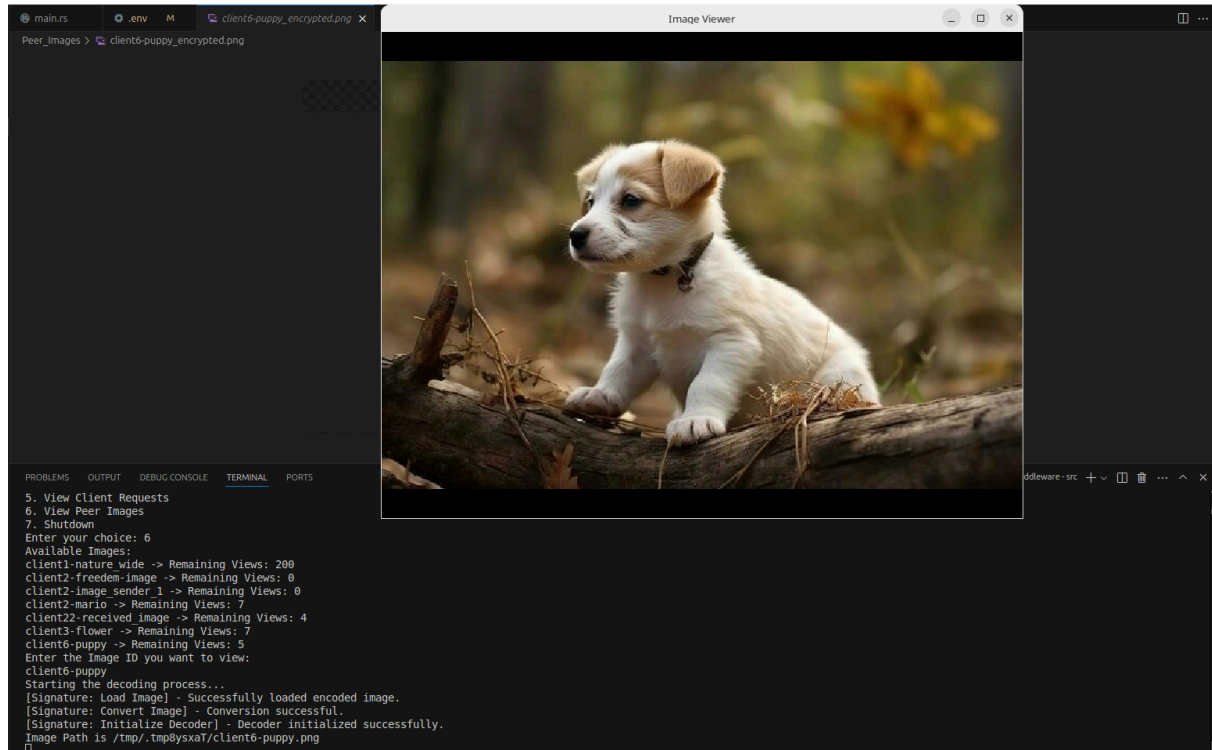 main.rs
.env M
client6-puppy_encrypted.png
Image Viewer
Peer_Images > client6-puppy_encrypted.png
PROBLEMS OUTPUT DEBUG CONSOLE TERMINAL PORTS
ddleware - src
5. View Client Requests
6. View Peer Images
7. Shutdown
Enter your choice: 6
Available Images:
client1-nature_wide -> Remaining Views: 200
client2-freedem-image -> Remaining Views: 0
client2-image_sender_1 -> Remaining Views: 0
client2-mario -> Remaining Views: 7
client22-received_image -> Remaining Views: 4
client3-flower -> Remaining Views: 7
client6-puppy -> Remaining Views: 5
Enter the Image ID you want to view:
client6-puppy
Starting the decoding process...
[Signature: Load Image] - Successfully loaded encoded image.
[Signature: Convert Image] - Conversion successful.
[Signature: Initialize Decoder] - Decoder initialized successfully.
Image Path is /tmp/.tmp8ysxaT/client6-puppy.png